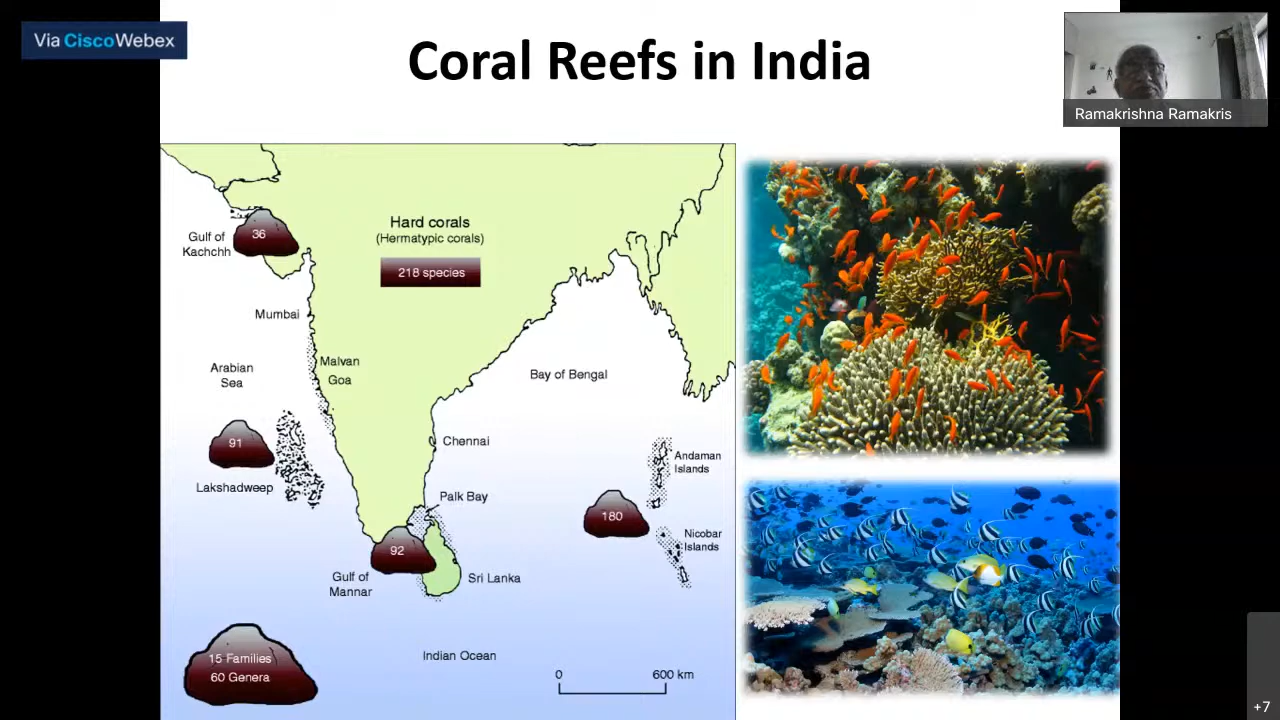 Via CiscoWebex
Coral Reefs in India
Ramakrishna Ramakris
Hard corals
(Hermatypic corals)
218 species
36
Gulf of
Kachchh
Mumbai
Malvan
Goa
Arabian
Sea
Bay of Bengal
91
Lakshadweep
Chennai
Andaman
Islands
Palk Bay
180
Nicobar
Islands
92
Gulf of
Mannar
Sri Lanka
15 Families
60 Genera
Indian Ocean
0 600 km
+7